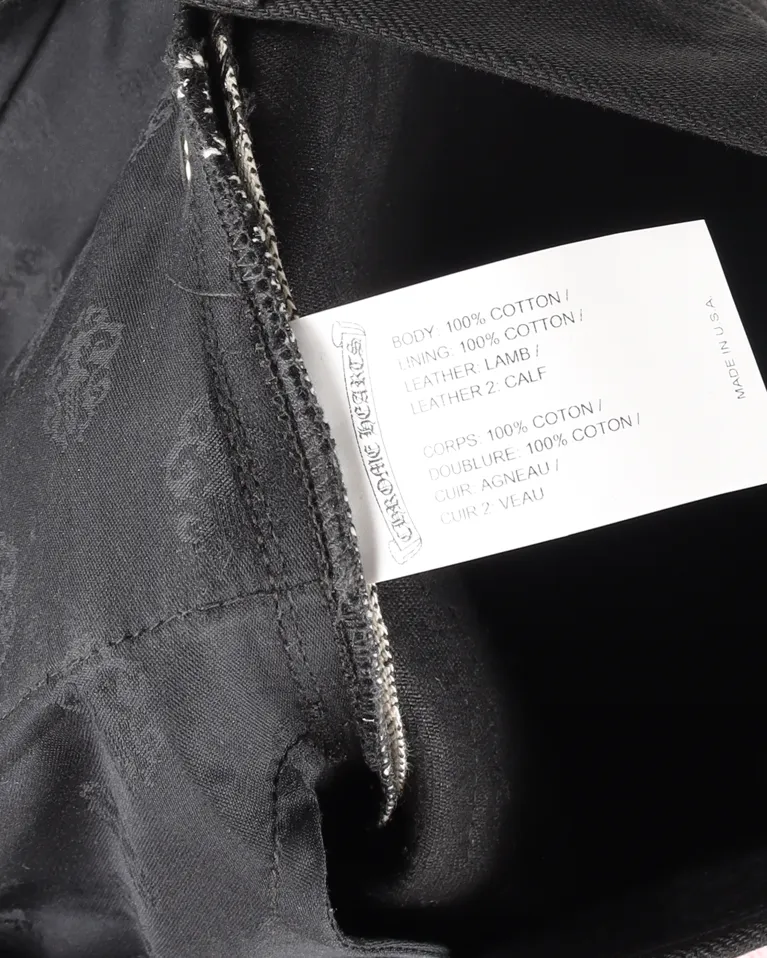 CHROME HEARTS
BODY: 100% COTTON /
LINING: 100% COTTON /
LEATHER: LAMB /
LEATHER 2: CALF
CORPS: 100% COTON /
DOUBLURE: 100% COTON /
CUIR: AGNEAU /
CUIR 2: VEAU
MADE IN U.S.A.